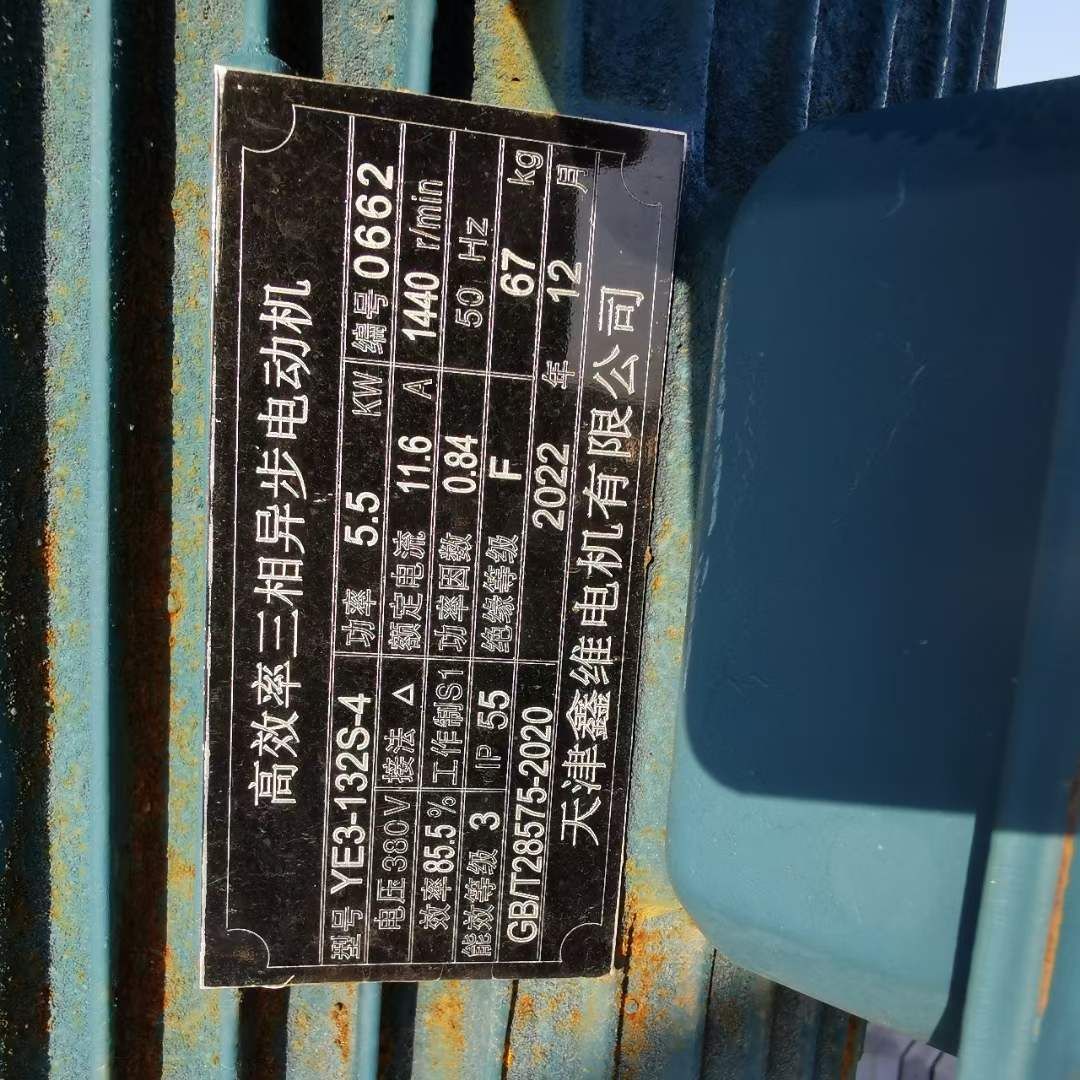 高效率三相异步电动机
型号 YE3-132S-4 功率 5.5 KW 编号 0662
电压 380 V 接法 △ 额定电流 11.6 A 1440 r/min
效率 85.5 % 工作制S1 功率因数 0.84 50 Hz
能效等级 3 IP 55 绝缘等级 F 67 kg
GB/T28575-2020 2022 年 12 月
天津鑫维电机有限公司